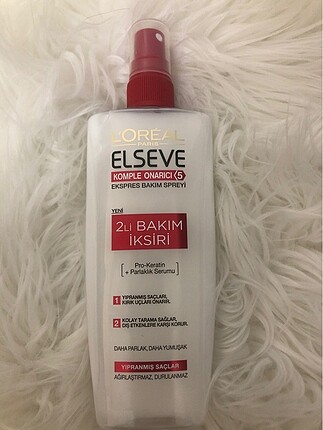 L'ORÉAL
PARIS
ELSEVE
KOMPLE ONARICI 5
EKSPRES BAKIM SPREYİ
YENİ
2Lİ BAKIM
İKSİRİ
Pro-Keratin
+ Parlaklık Serumu
1 YIPRANMIŞ SAÇLARI,
KIRIK UÇLARI ONARIR,
2 KOLAY TARAMA SAĞLAR,
DIŞ ETKENLERE KARŞI KORUR.
DAHA PARLAK, DAHA YUMUŞAK
YIPRANMIŞ SAÇLAR
AĞIRLAŞTIRMAZ, DURULANMAZ